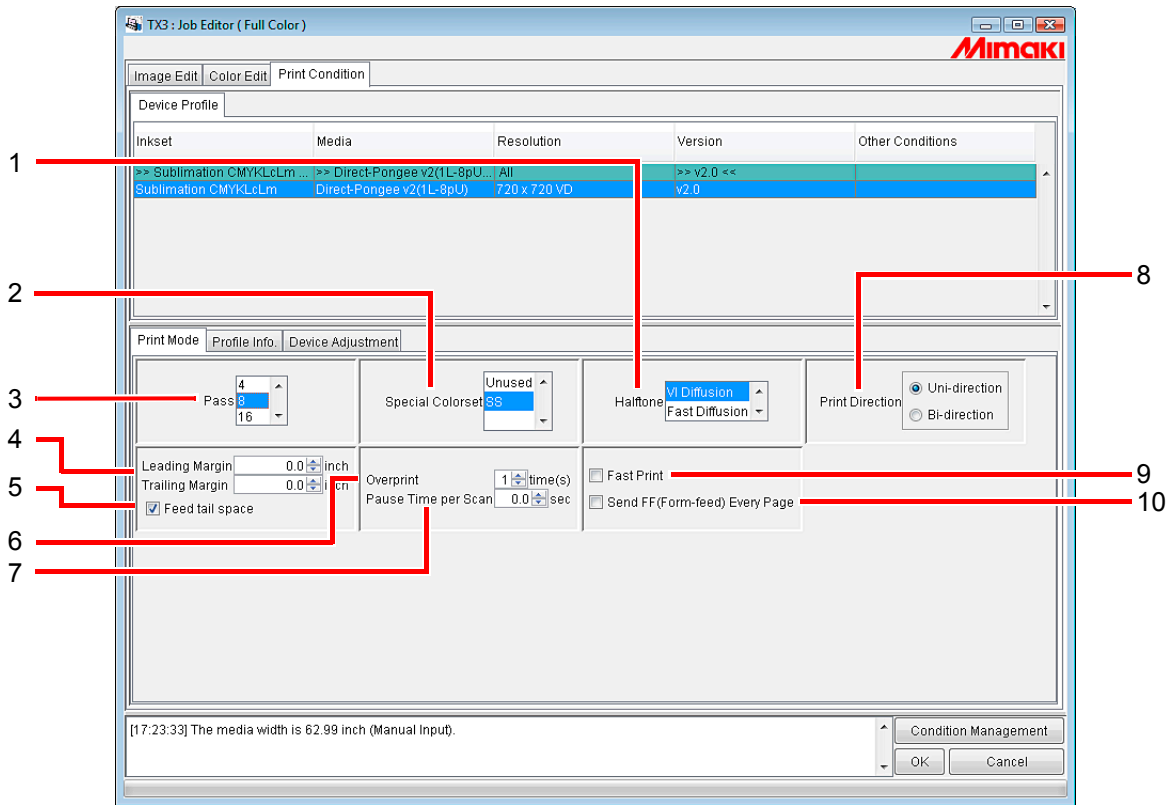 TX3 : Job Editor ( Full Color )
Mimaki
Image Edit Color Edit Print Condition
Device Profile
Inkset Media Resolution Version Other Conditions
>> Sublimation CMYKLcLm ... >> Direct-Pongee v2(1L-8pU... All >> v2.0 <<
Sublimation CMYKLcLm Direct-Pongee v2(1L-8pU) 720 x 720 VD v2.0
1
2
8
Print Mode Profile Info. Device Adjustment
3
Pass 4 8 16
Special Colorset Unused SS
Halftone VI Diffusion Fast Diffusion
Print Direction Uni-direction Bi-direction
4
Leading Margin 0.0 inch
Trailing Margin 0.0 inch
5
Feed tail space
Overprint 1 time(s)
Pause Time per Scan 0.0 sec
Fast Print
9
Send FF(Form-feed) Every Page
10
6
7
[17:23:33] The media width is 62.99 inch (Manual Input).
Condition Management
OK Cancel